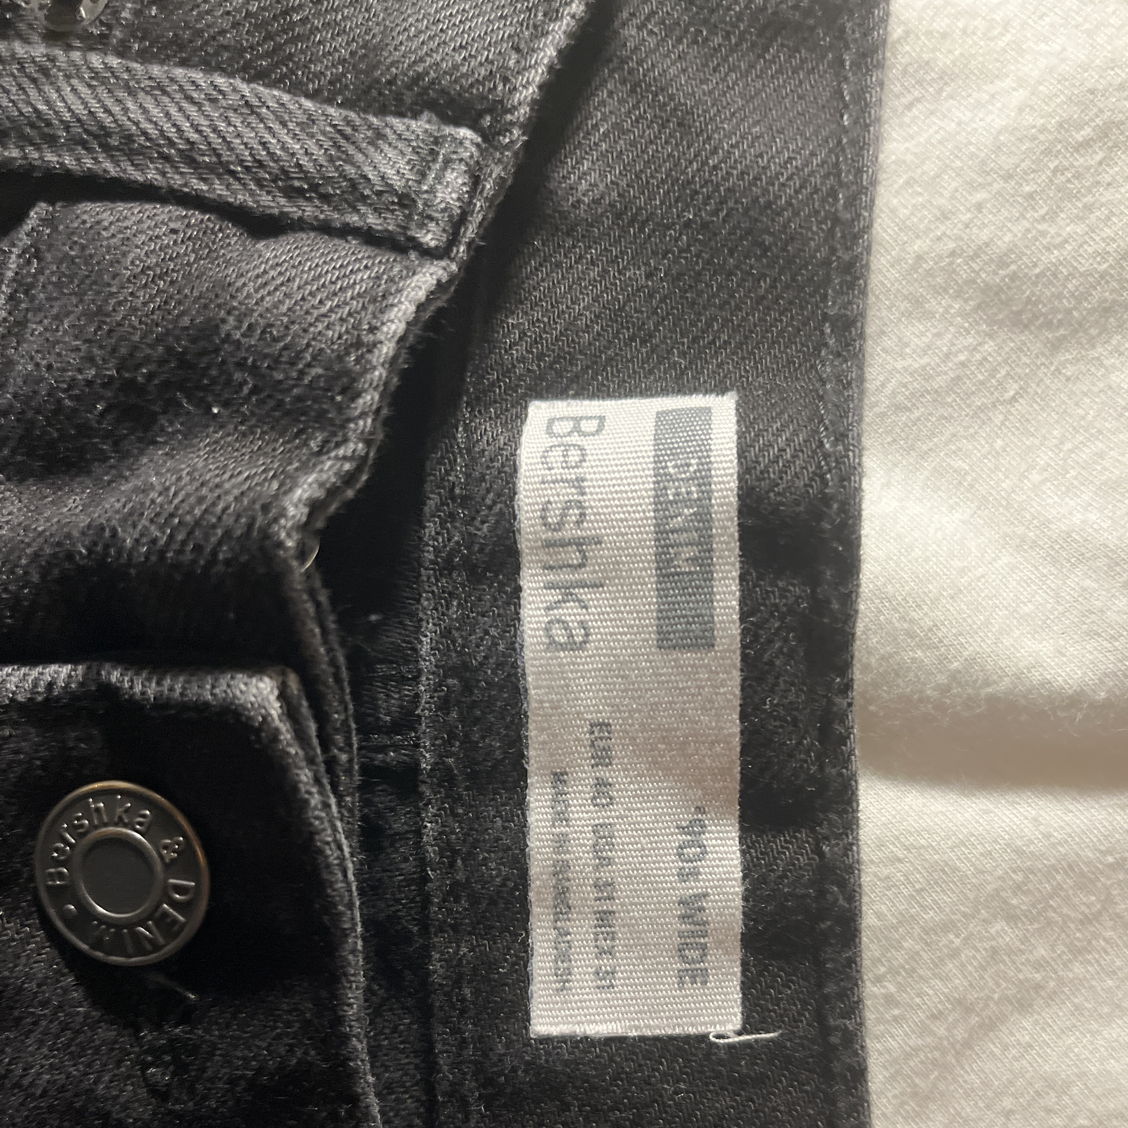 Bershka
DENIM
'90s WIDE
EUR 40 USA 31 MEX 31
MADE IN BANGLADESH
Bershka & DENIM